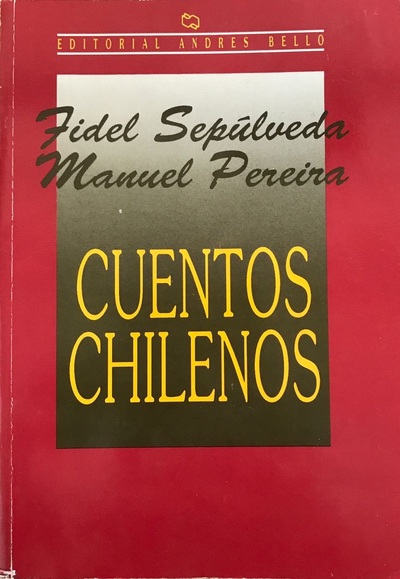 EDITORIAL ANDRES BELLO
Fidel Sepúlveda
Manuel Pereira
CUENTOS
CHILENOS